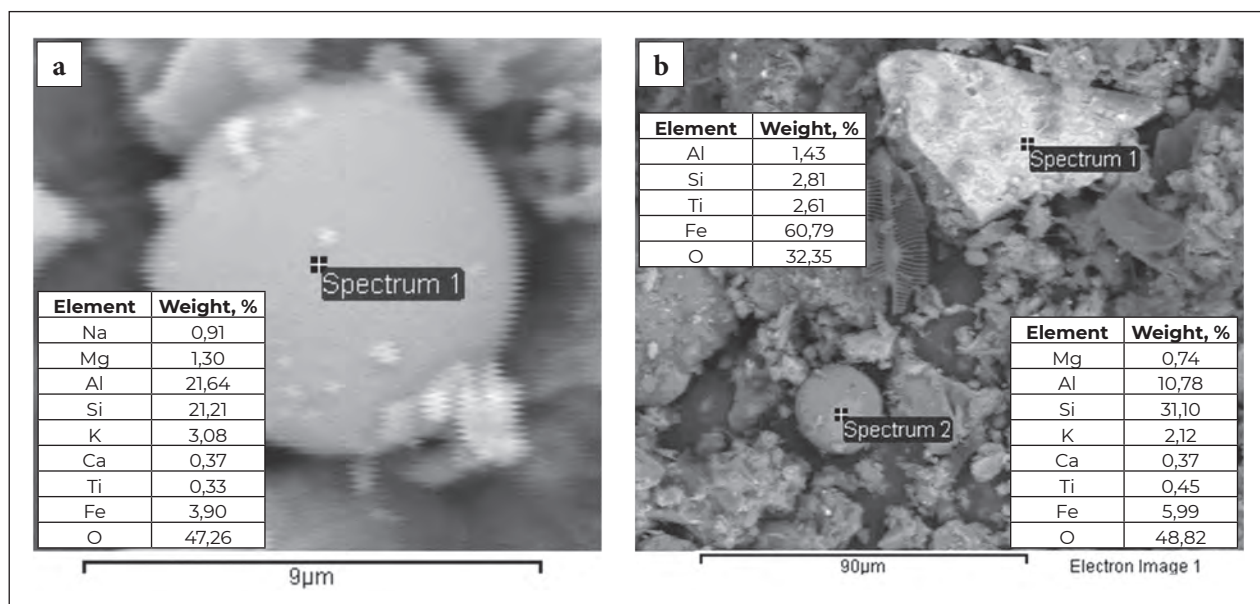 a
Spectrum 1
Element Weight, %
Na 0,91
Mg 1,30
Al 21,64
Si 21,21
K 3,08
Ca 0,37
Ti 0,33
Fe 3,90
O 47,26
9μm
b
Element Weight, %
Al 1,43
Si 2,81
Ti 2,61
Fe 60,79
O 32,35
Spectrum 1
Spectrum 2
Element Weight, %
Mg 0,74
Al 10,78
Si 31,10
K 2,12
Ca 0,37
Ti 0,45
Fe 5,99
O 48,82
90μm
Electron Image 1